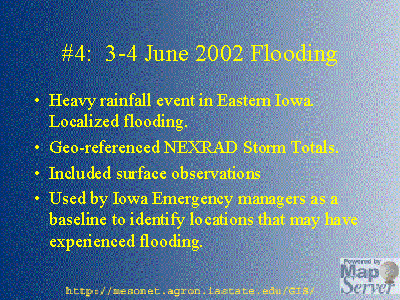 #4: 3-4 June 2002 Flooding
• Heavy rainfall event in Eastern Iowa.
Localized flooding.
• Geo-referenced NEXRAD Storm Totals.
• Included surface observations
• Used by Iowa Emergency managers as a
baseline to identify locations that may have
experienced flooding.
Powered by
Map
Server
http://mesonet.agron.iastate.edu/GIS/